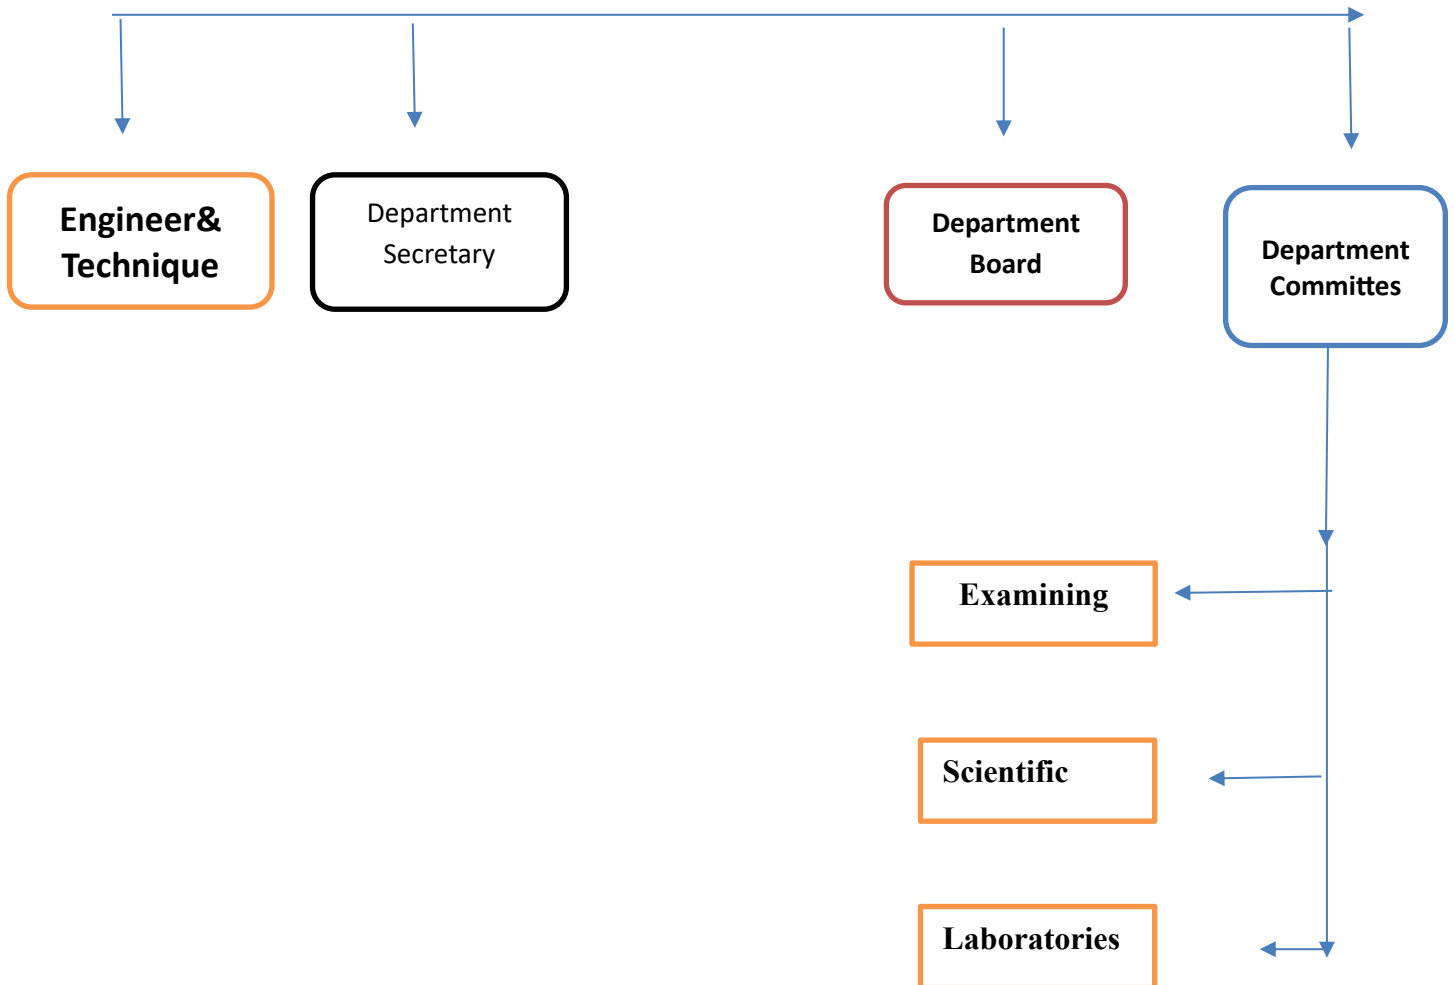 Engineer&
Technique
Department
Secretary
Department
Board
Department
Committes
Examining
Scientific
Laboratories